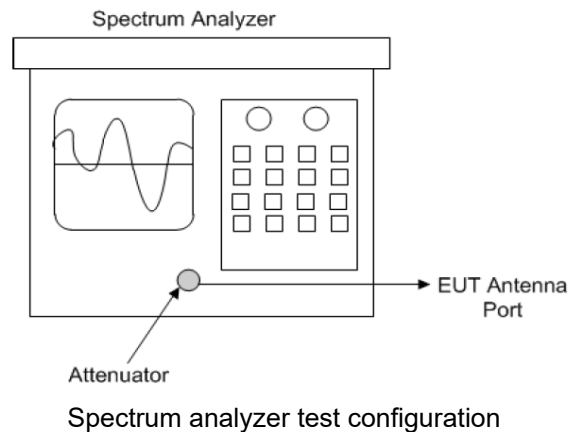 Spectrum Analyzer
EUT Antenna
Port
Attenuator
Spectrum analyzer test configuration